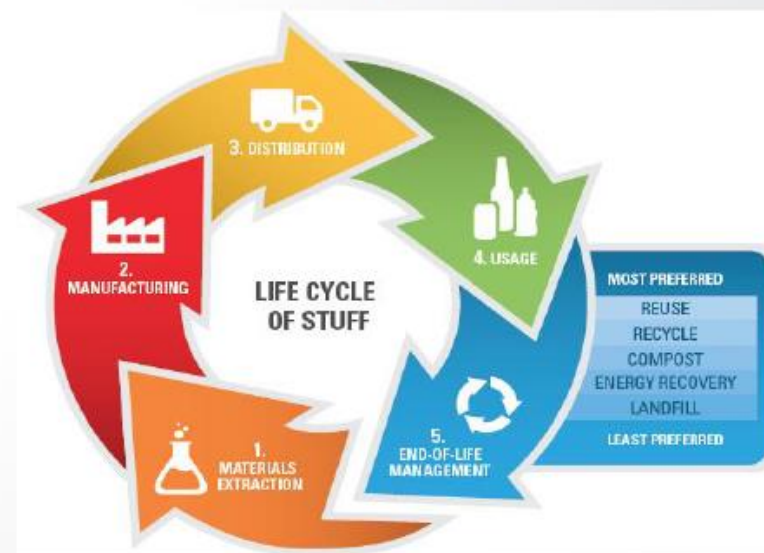 3. DISTRIBUTION
4. USAGE
2.
MANUFACTURING
LIFE CYCLE
OF STUFF
MOST PREFERRED
REUSE
RECYCLE
COMPOST
ENERGY RECOVERY
LANDFILL
LEAST PREFERRED
1.
MATERIALS
EXTRACTION
5.
END-OF-LIFE
MANAGEMENT